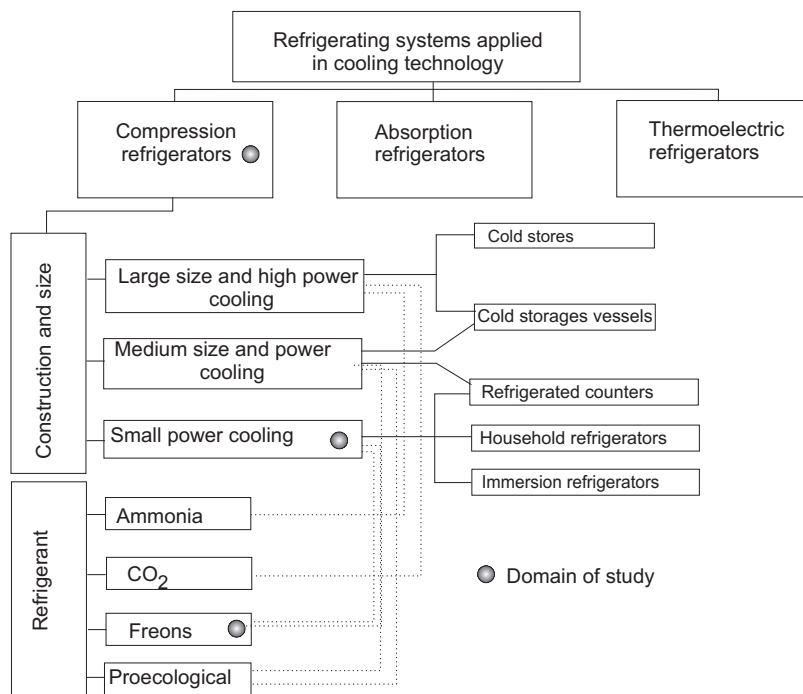 Refrigerating systems applied
in cooling technology
Compression
refrigerators
Absorption
refrigerators
Thermoelectric
refrigerators
Construction and size
Large size and high power
cooling
Medium size and power
cooling
Small power cooling
Cold stores
Cold storages vessels
Refrigerated counters
Household refrigerators
Immersion refrigerators
Refrigerant
Ammonia
CO2
Freons
Proecological
Domain of study